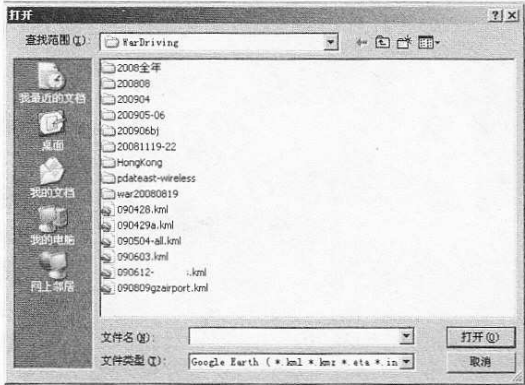 打开
查找范围(I):
WarDriving
我最近的文档
桌面
我的文档
我的电脑
网上邻居
2008全年
200808
200904
200905-06
200906bj
20081119-22
HongKong
pdateast-wireless
war20080819
090428.kml
090429a.kml
090504-all.kml
090603.kml
090612- .kml
090809gzairport.kml
文件名(N):
打开(O)
文件类型(T):
Google Earth (*.kml *.kmz *.eta *.in
取消